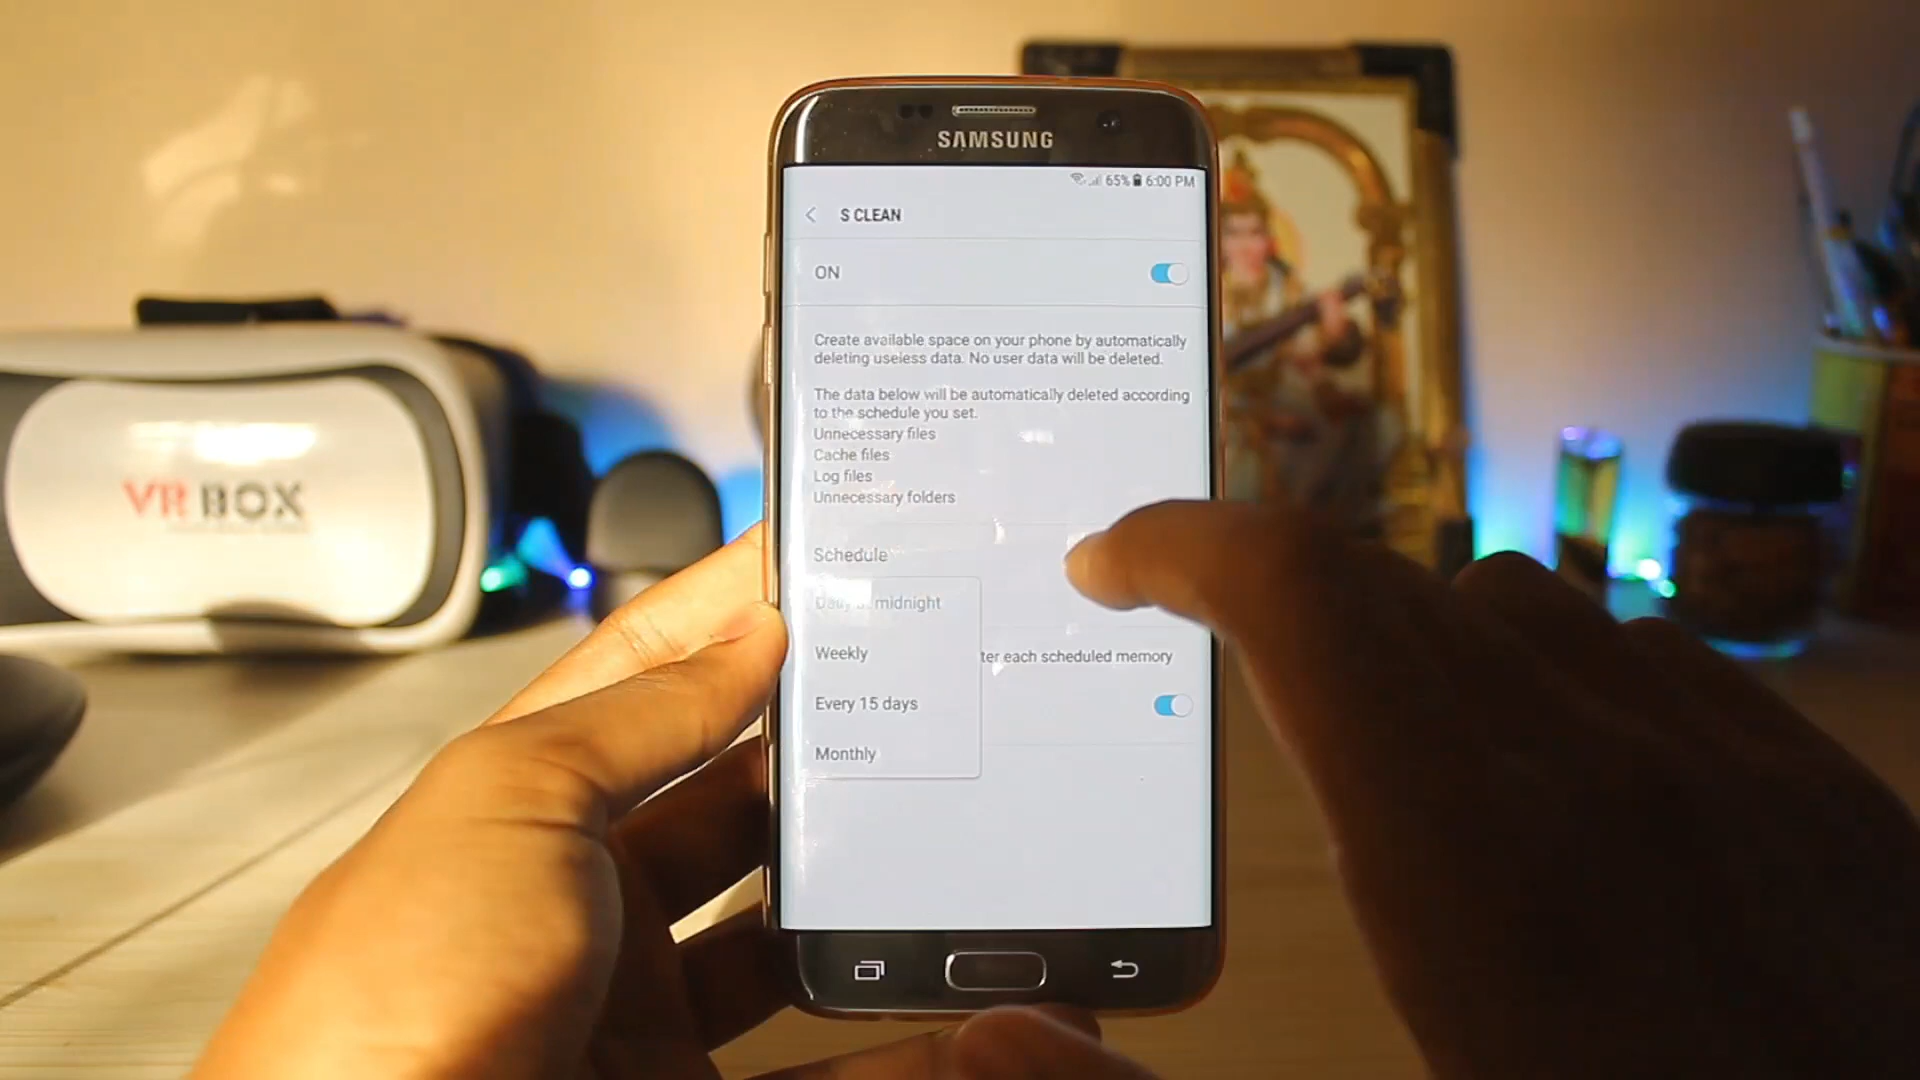 SAMSUNG
65% 6:00 PM
S CLEAN
ON
Create available space on your phone by automatically
deleting useless data. No user data will be deleted.
The data below will be automatically deleted according
to the schedule you set.
Unnecessary files
Cache files
Log files
Unnecessary folders
Schedule
Daily midnight
Weekly
ter each scheduled memory
Every 15 days
Monthly
VR BOX